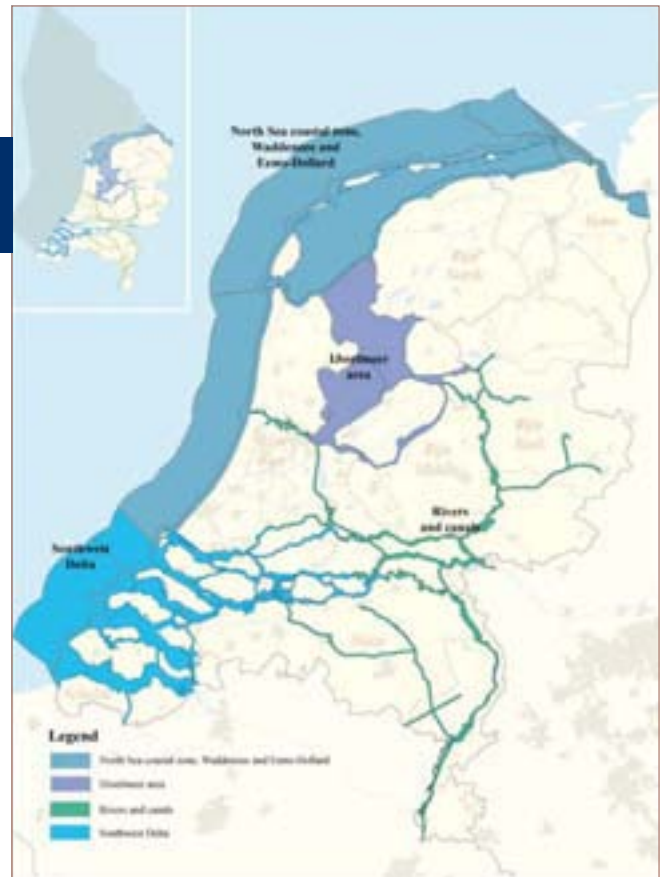 North Sea coastal zone,
Waddenzee and
Eems-Dollard
IJsselmeer
area
Rivers
and canals
Southwest
Delta
Legend
North Sea coastal zone, Waddenzee and Eems-Dollard
IJsselmeer area
Rivers and canals
Southwest Delta